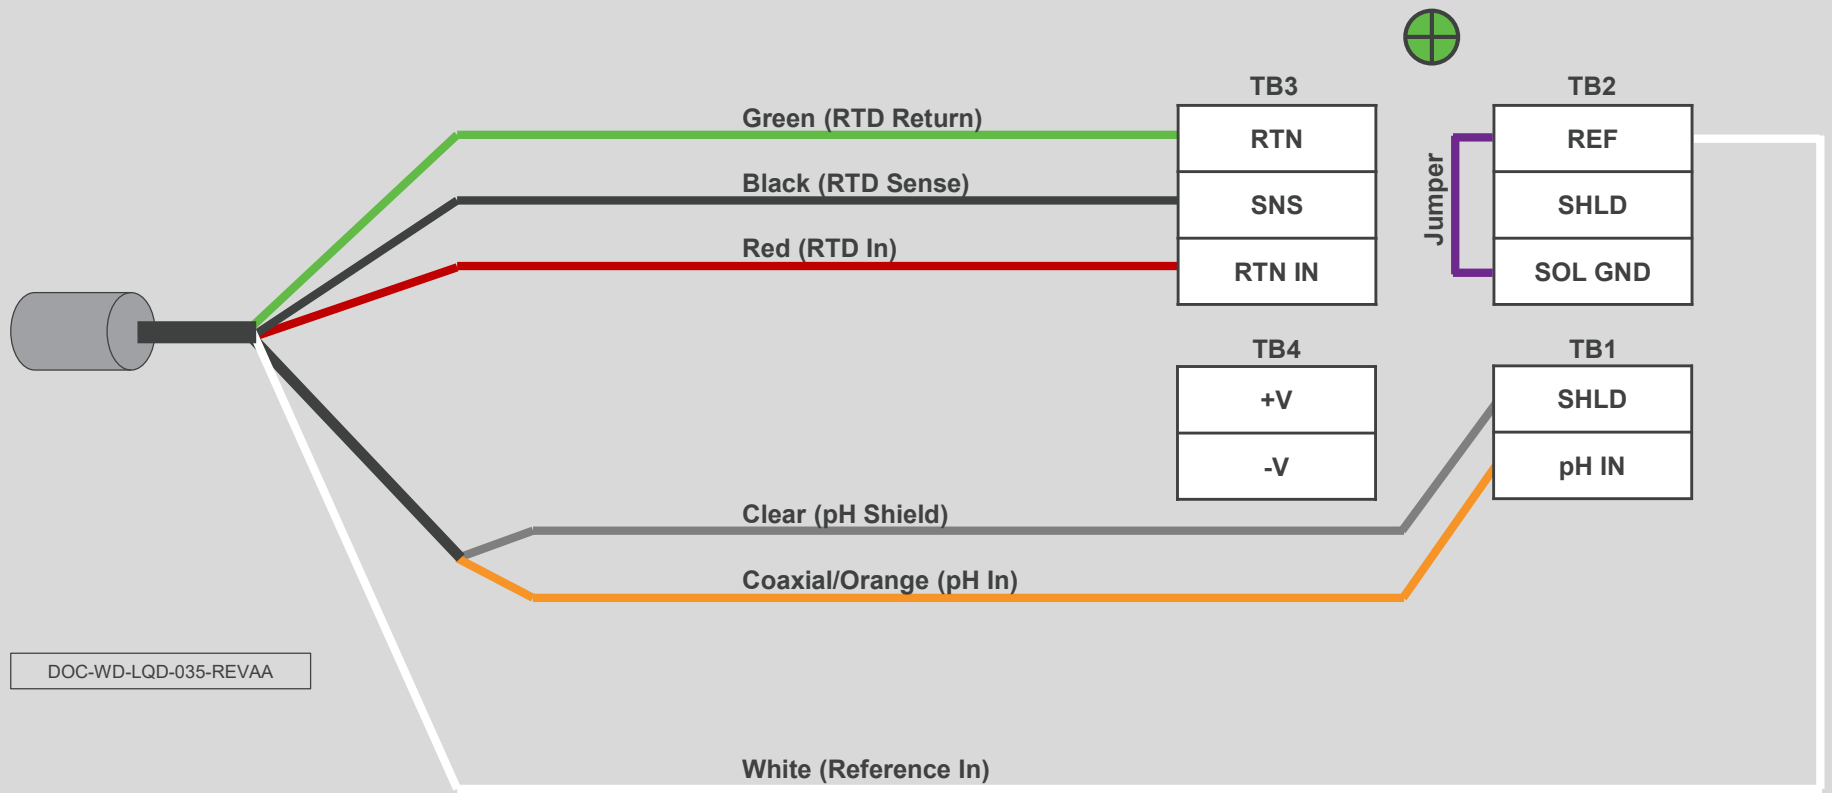 TB3
TB2
Green (RTD Return)
RTN
REF
Black (RTD Sense)
SNS
Jumper
SHLD
Red (RTD In)
RTN IN
SOL GND
TB4
TB1
+V
SHLD
-V
pH IN
Clear (pH Shield)
Coaxial/Orange (pH In)
DOC-WD-LQD-035-REVAA
White (Reference In)